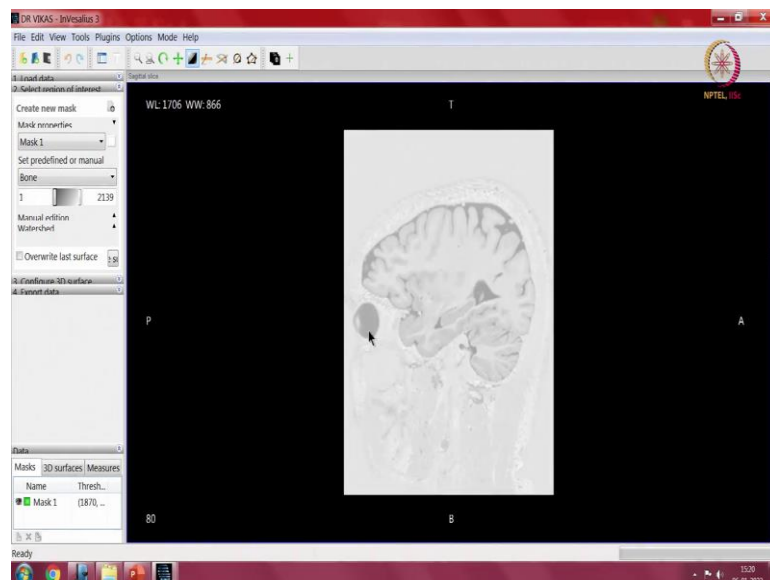 DR VIKAS - InVesalius 3
File Edit View Tools Plugins Options Mode Help
NPTEL, IISc
1. Load data
Sagital slice
2. Select region of interest
Create new mask
Mask properties
Mask 1
Set predefined or manual
Bone
1 2139
Manual edition
Watershed
Overwrite last surface
3. Configure 3D surface
4. Export data
WL: 1706 WW: 866
T
P
A
80
B
Data
Masks 3D surfaces Measures
Name Thresh...
Mask 1 (1870, ...
Ready
15:20